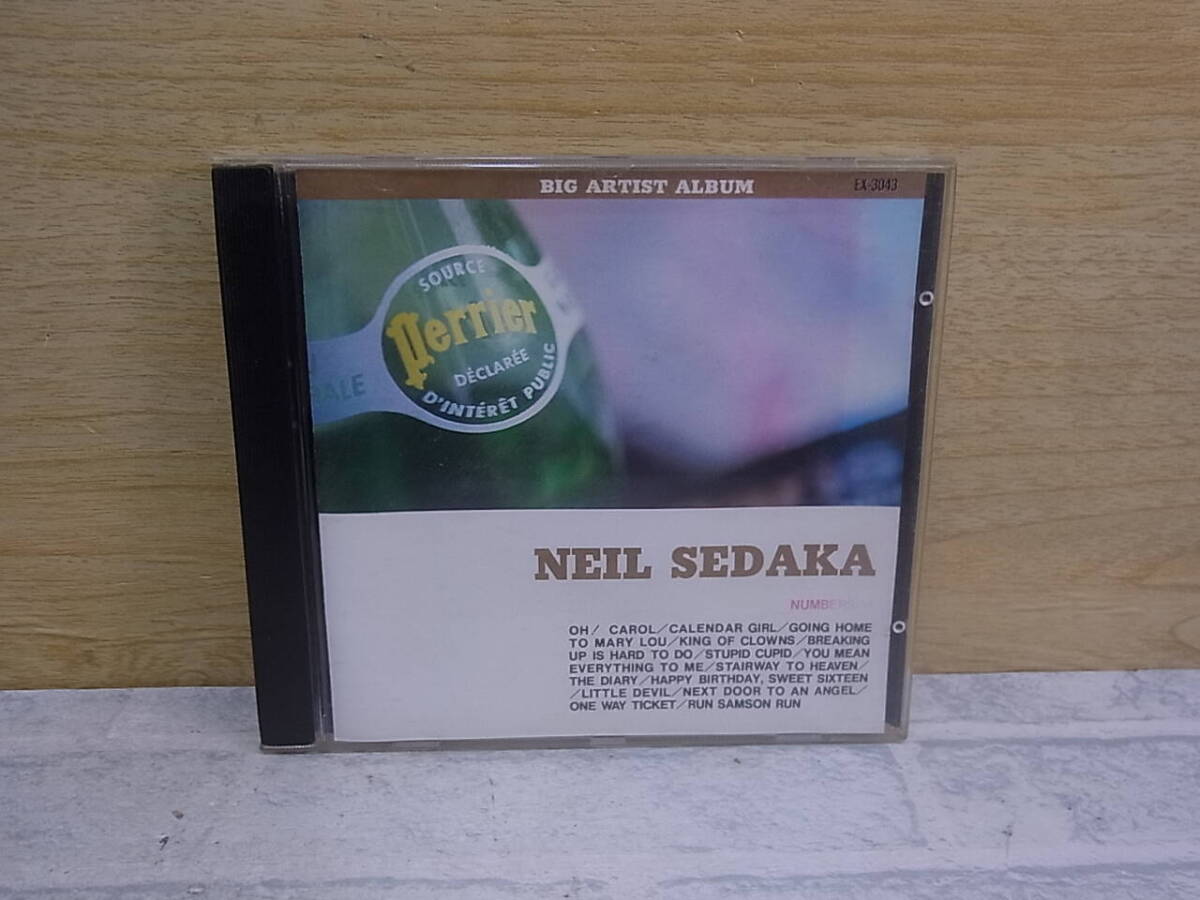 BIG ARTIST ALBUM
EX-3043
SOURCE
Perrier
DÉCLARÉE
D'INTÉRÊT PUBLIC
ALE
NEIL SEDAKA
OH/ CAROL/CALENDAR GIRL/GOING HOME
TO MARY LOU/KING OF CLOWNS/BREAKING
UP IS HARD TO DO/STUPID CUPID/YOU MEAN
EVERYTHING TO ME/STAIRWAY TO HEAVEN/
THE DIARY/HAPPY BIRTHDAY, SWEET SIXTEEN
/LITTLE DEVIL/NEXT DOOR TO AN ANGEL/
ONE WAY TICKET/RUN SAMSON RUN